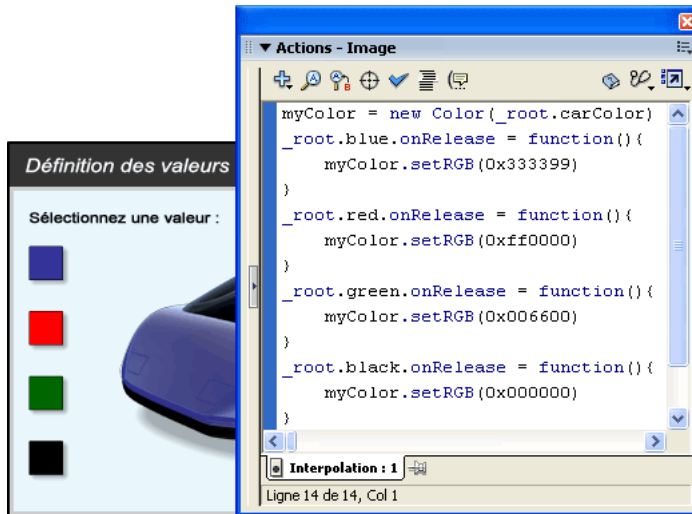 Actions - Image
myColor = new Color(_root.carColor)
_root.blue.onRelease = function(){
myColor.setRGB(0x333399)
}
_root.red.onRelease = function(){
myColor.setRGB(0xff0000)
}
_root.green.onRelease = function(){
myColor.setRGB(0x006600)
}
_root.black.onRelease = function(){
myColor.setRGB(0x000000)
}
Interpolation : 1
Ligne 14 de 14, Col 1
Définition des valeurs
Sélectionnez une valeur :